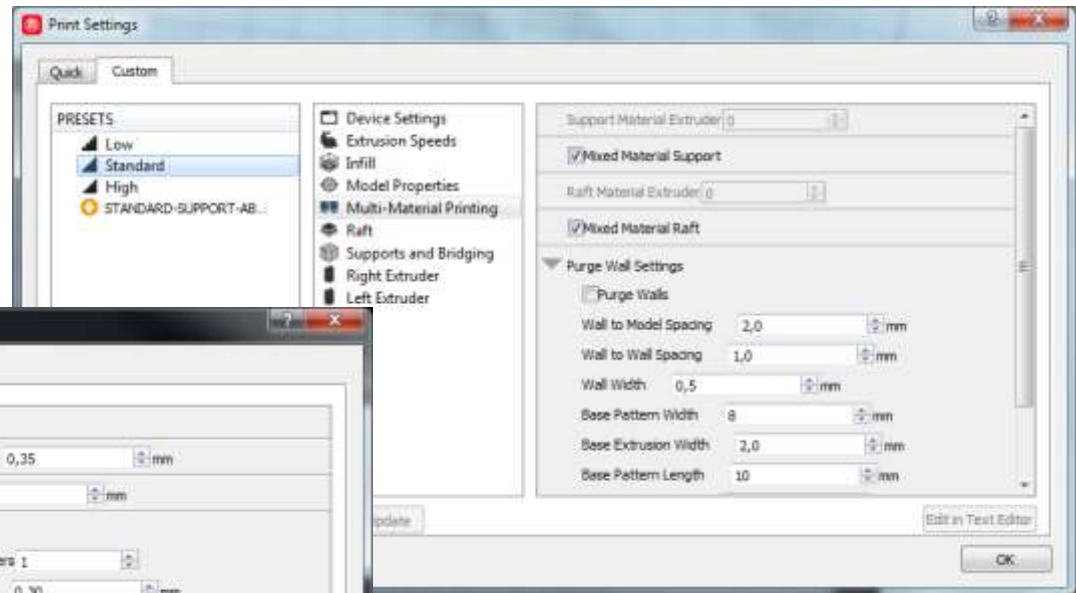 Print Settings
Quick Custom
PRESETS
Low
Standard
High
STANDARD-SUPPORT-AB...
Device Settings
Extrusion Speeds
Infill
Model Properties
Multi-Material Printing
Raft
Supports and Bridging
Right Extruder
Left Extruder
Support Material Extruder 0
Mixed Material Support
Raft Material Extruder 0
Mixed Material Raft
Purge Wall Settings
Purge Walls
Wall to Model Spacing 2,0 mm
Wall to Wall Spacing 1,0 mm
Wall Width 0,5 mm
Base Pattern Width 8 mm
Base Extrusion Width 2,0 mm
Base Pattern Length 10 mm
Edit in Text Editor
OK
0,35 mm
mm
ers 1
0,20 mm
pdate